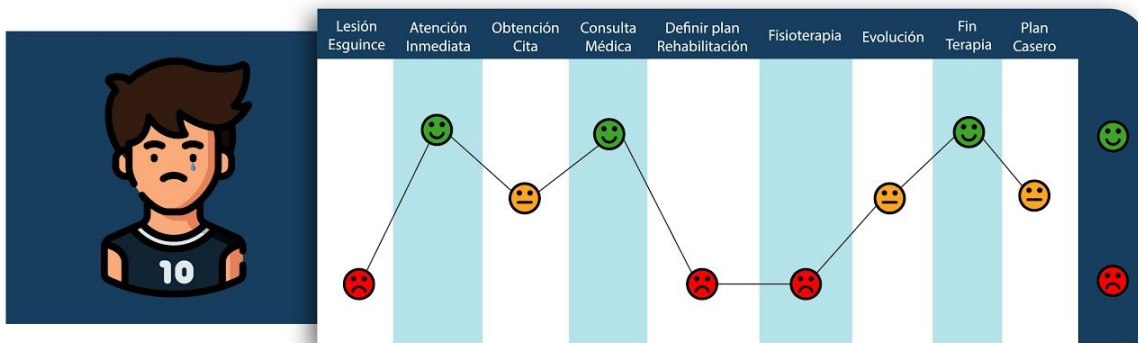 Lesión
Esguince
Atención
Inmediata
Obtención
Cita
Consulta
Médica
Definir plan
Rehabilitación
Fisioterapia
Evolución
Fin
Terapia
Plan
Casero
10